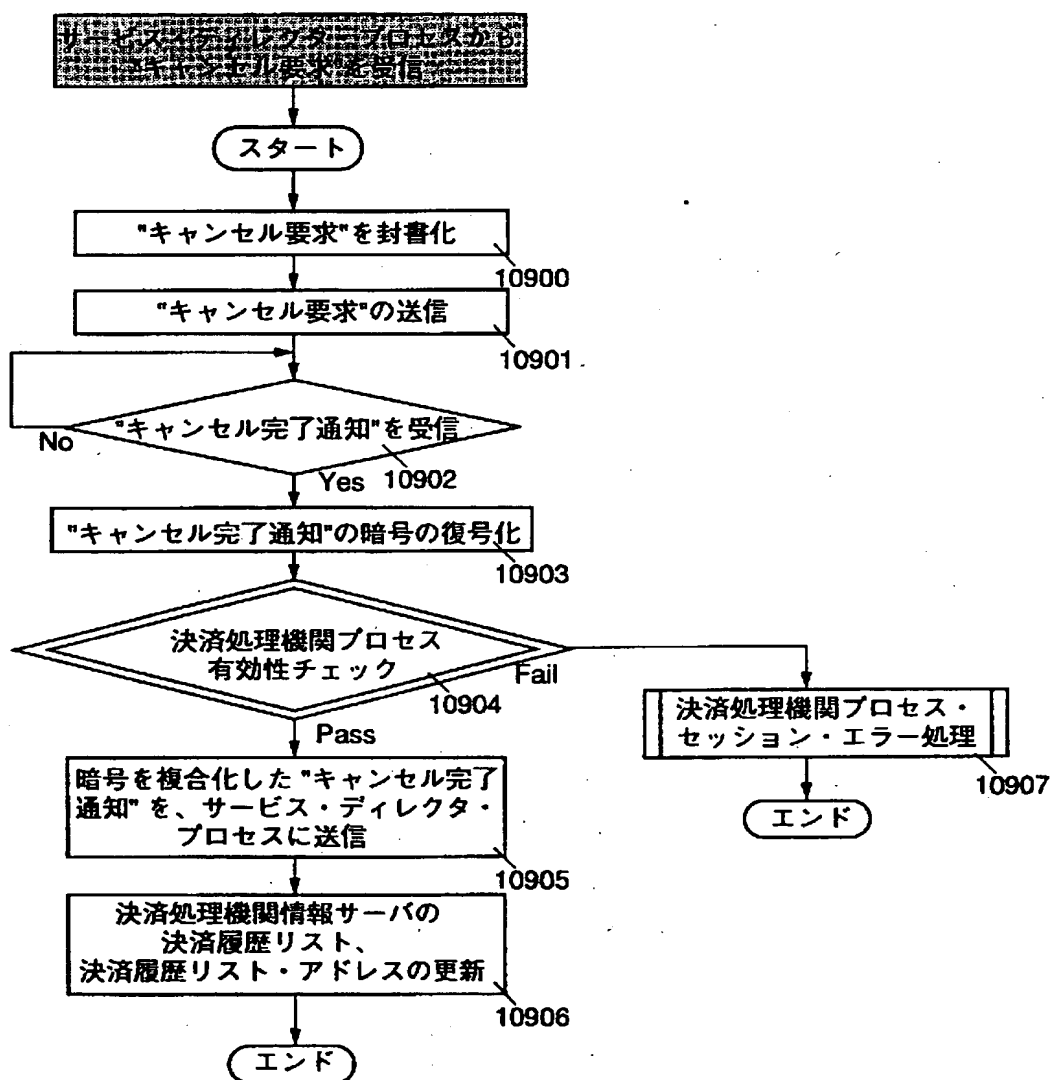 サービス・ディレクタ・プロセスから
"キャンセル要求"を受信
スタート
"キャンセル要求"を封書化
10900
"キャンセル要求"の送信
10901
"キャンセル完了通知"を受信
No
Yes
10902
"キャンセル完了通知"の暗号の復号化
10903
決済処理機関プロセス
有効性チェック
10904
Fail
Pass
決済処理機関プロセス・
セッション・エラー処理
10907
エンド
暗号を複合化した"キャンセル完了
通知"を、サービス・ディレクタ・
プロセスに送信
10905
決済処理機関情報サーバの
決済履歴リスト、
決済履歴リスト・アドレスの更新
10906
エンド